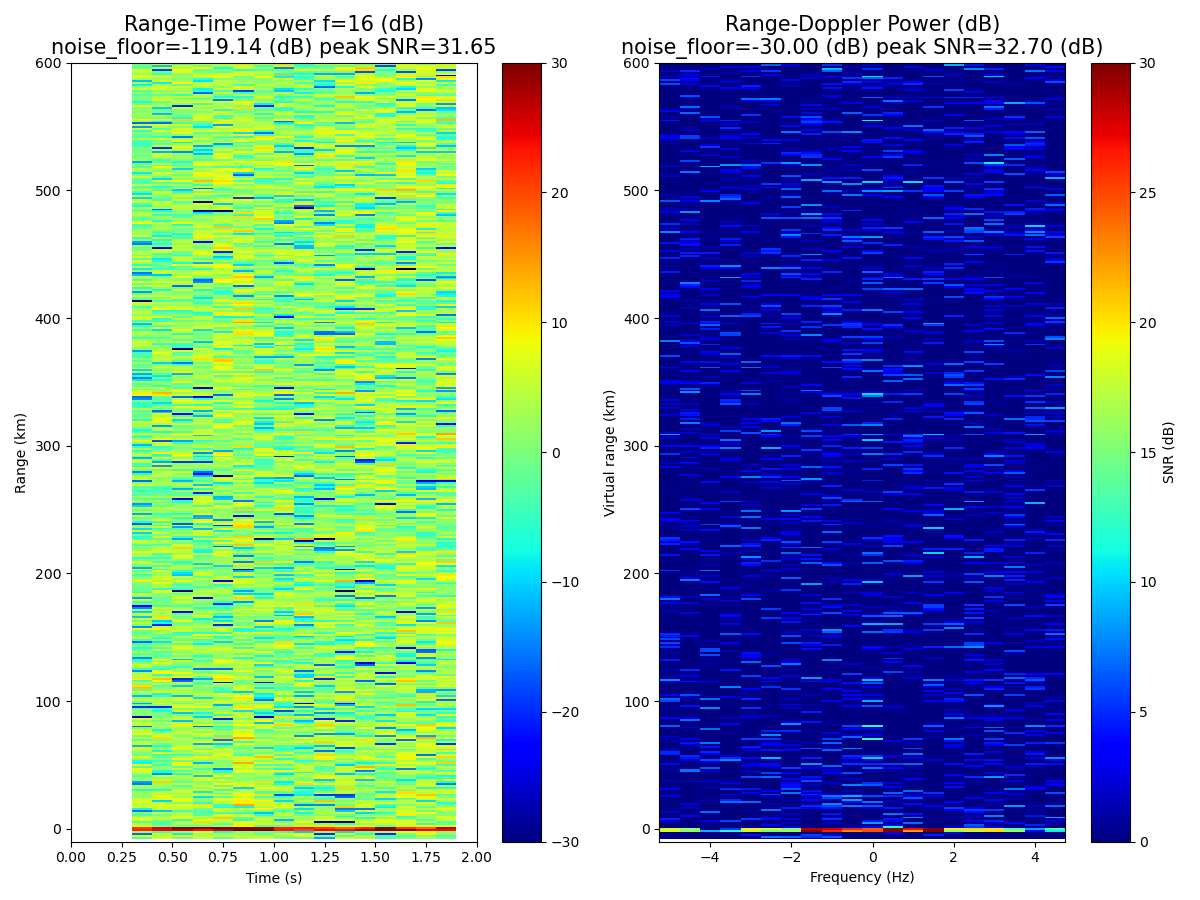 Range-Time Power f=16 (dB)
noise_floor=-119.14 (dB) peak SNR=31.65
Range-Doppler Power (dB)
noise_floor=-30.00 (dB) peak SNR=32.70 (dB)
600
500
400
300
200
100
0
Range (km)
0.00 0.25 0.50 0.75 1.00 1.25 1.50 1.75 2.00
Time (s)
30
20
10
0
−10
−20
−30
600
500
400
300
200
100
0
Virtual range (km)
−4 −2 0 2 4
Frequency (Hz)
30
25
20
15
10
5
0
SNR (dB)